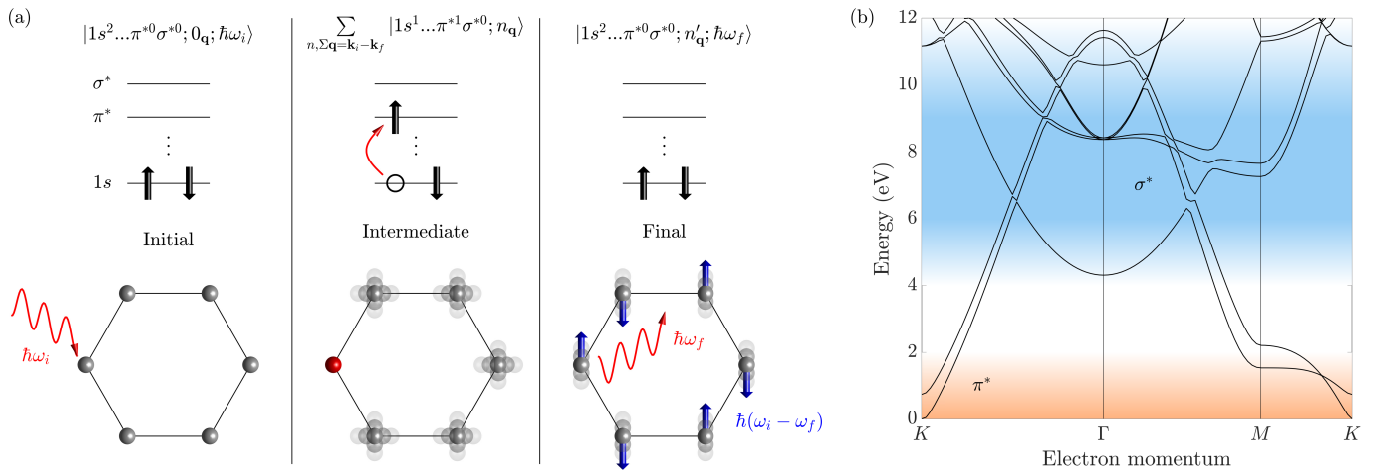 (a)
|1s²...π*⁰σ*⁰; 0_q; ℏω_i⟩
∑_{n,Σq=k_i−k_f} |1s¹...π*¹σ*⁰; n_q⟩
|1s²...π*⁰σ*⁰; n′_q; ℏω_f⟩
σ*
π*
⋮
⋮
⋮
1s
Initial
Intermediate
Final
ℏω_i
ℏω_f
ℏ(ω_i − ω_f)
(b)
Energy (eV)
12
10
8
6
4
2
0
σ*
π*
K
Γ
M
K
Electron momentum